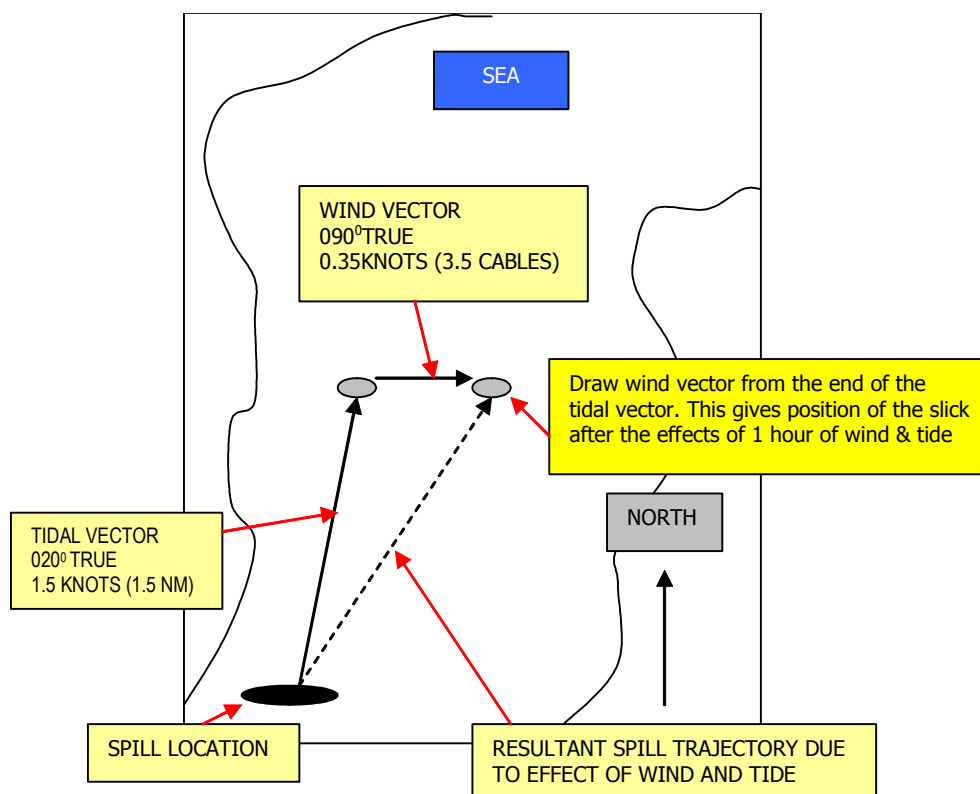 SEA
WIND VECTOR
090⁰TRUE
0.35KNOTS (3.5 CABLES)
Draw wind vector from the end of the
tidal vector. This gives position of the slick
after the effects of 1 hour of wind & tide
NORTH
TIDAL VECTOR
020⁰ TRUE
1.5 KNOTS (1.5 NM)
SPILL LOCATION
RESULTANT SPILL TRAJECTORY DUE
TO EFFECT OF WIND AND TIDE